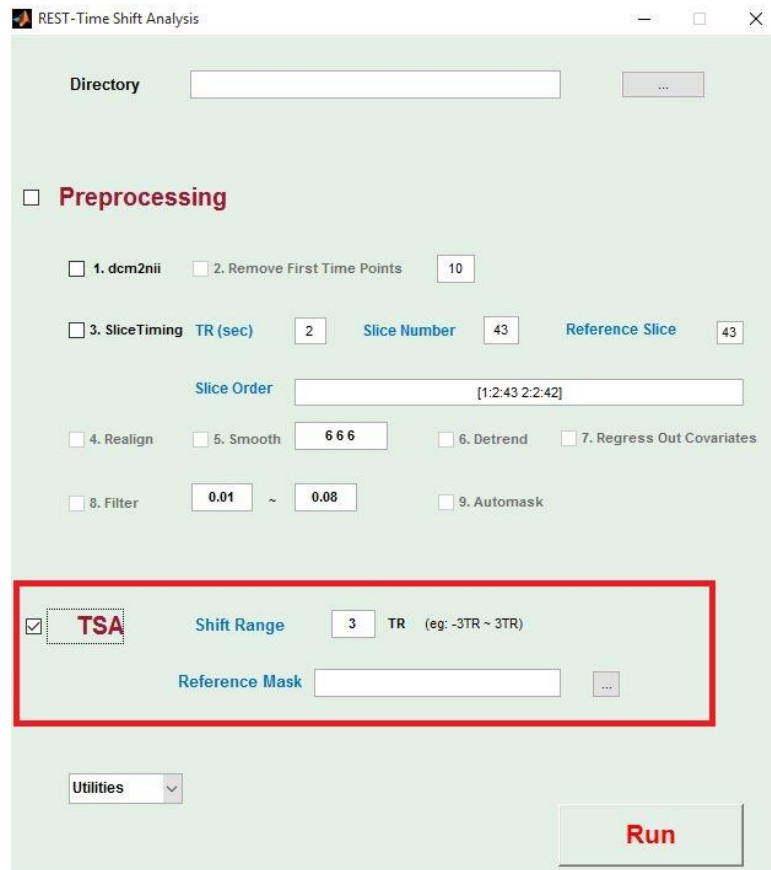 REST-Time Shift Analysis
Directory ...
Preprocessing
1. dcm2nii 2. Remove First Time Points 10
3. SliceTiming TR (sec) 2 Slice Number 43 Reference Slice 43
Slice Order [1:2:43 2:2:42]
4. Realign 5. Smooth 6 6 6 6. Detrend 7. Regress Out Covariates
8. Filter 0.01 ~ 0.08 9. Automask
TSA Shift Range 3 TR (eg: -3TR ~ 3TR)
Reference Mask ...
Utilities
Run